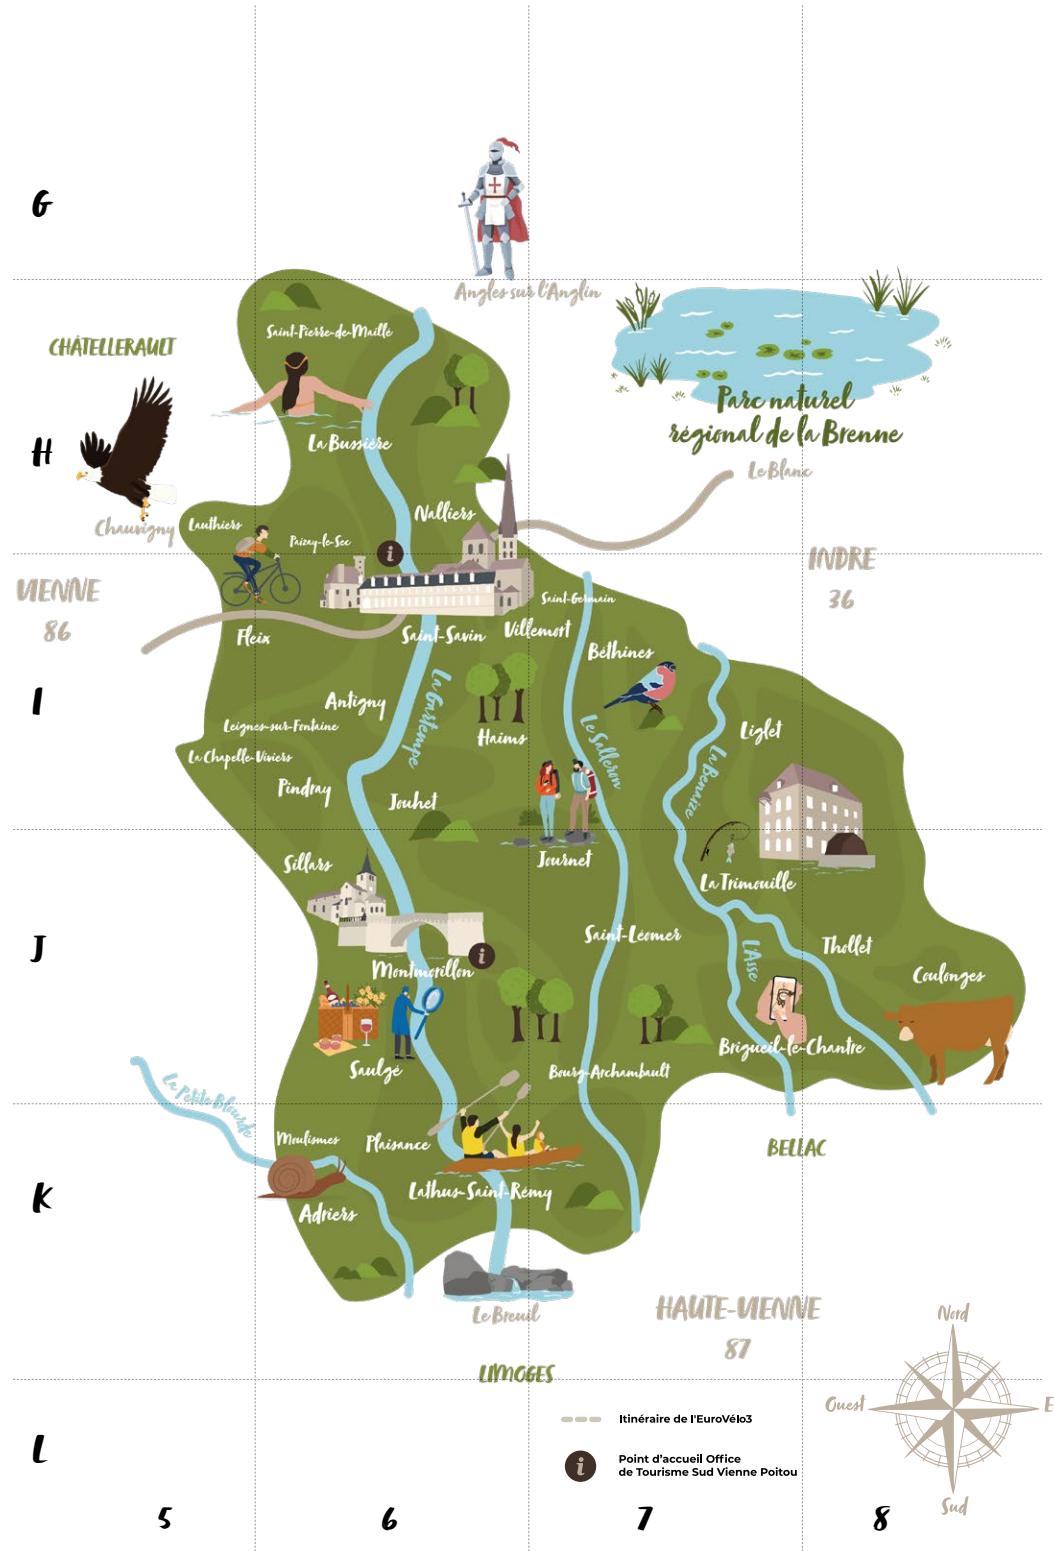 G
Angles sur l'Anglin
Saint-Pierre-de-Maillé
CHÂTELLERAULT
Parc naturel
régional de la Brenne
La Bussière
H
Le Blanc
Nalliers
Lauthiers
Chauvigny
Paizay-le-Sec
i
INDRE
36
VIENNE
86
Saint-Germain
Villemort
Fleix
Saint-Savin
Béthines
La Gartempe
I
Antigny
Leignes-sur-Fontaine
Haims
Le Salleron
Liglet
La Chapelle-Viviers
La Benaize
Pindray
Jouhet
Sillars
Journet
La Trimouille
J
Saint-Léomer
Thollet
L'Asse
Montmorillon
i
Coulonges
Brigueil-le-Chantre
Saulgé
Bourg-Archambault
La Petite Blourde
Moulismes
Plaisance
BELLAC
K
Lathus-Saint-Rémy
Adriers
Le Breuil
HAUTE-VIENNE
87
Nord
LIMOGES
Ouest
E
Itinéraire de l'EuroVélo3
L
i
Point d'accueil Office
de Tourisme Sud Vienne Poitou
Sud
5
6
7
8